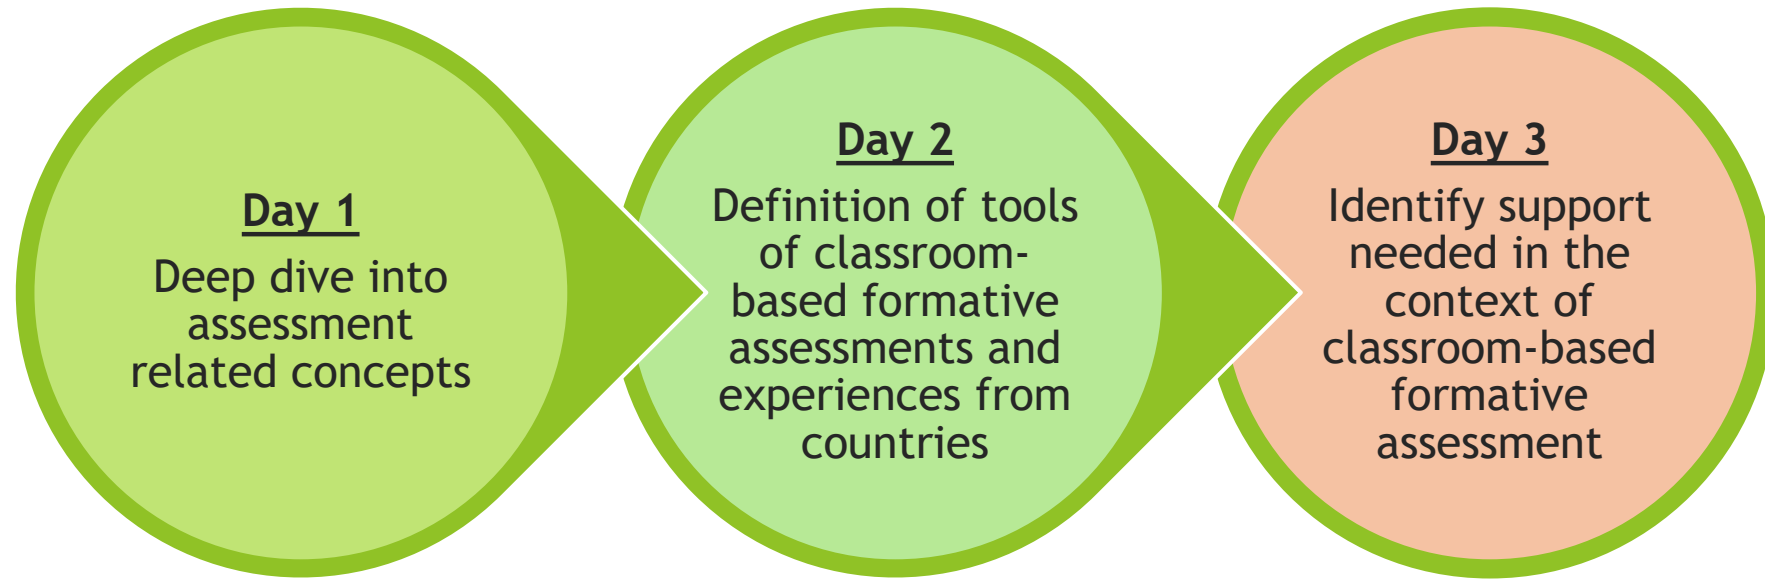 Day 1
Deep dive into
assessment
related concepts
Day 2
Definition of tools
of classroom-
based formative
assessments and
experiences from
countries
Day 3
Identify support
needed in the
context of
classroom-based
formative
assessment